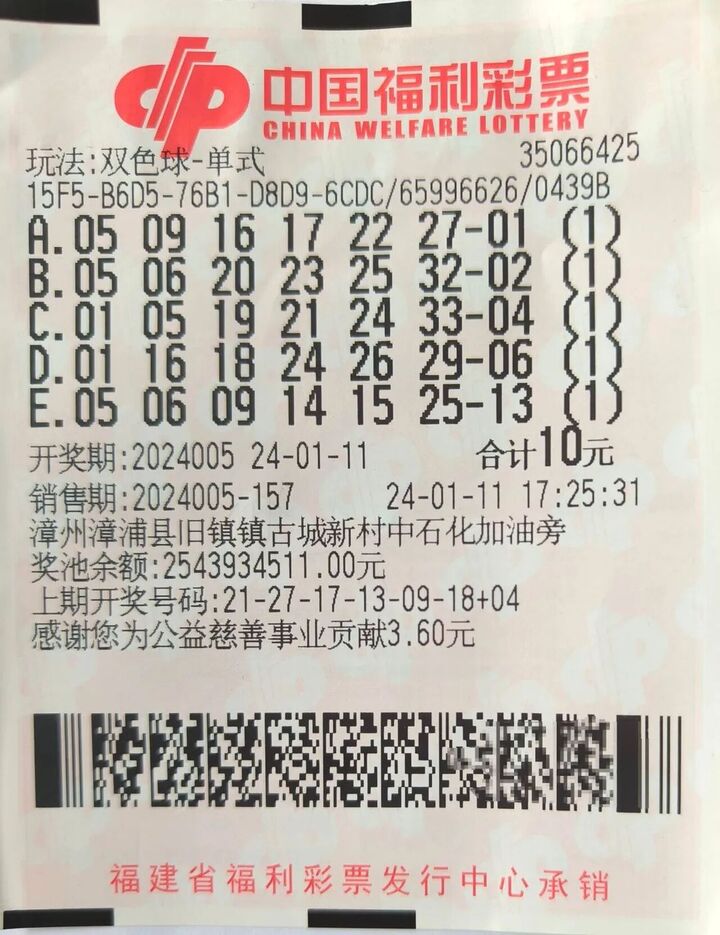 中国福利彩票
CHINA WELFARE LOTTERY
玩法:双色球-单式 35066425
15F5-B6D5-76B1-D8D9-6CDC/65996626/0439B
A.05 09 16 17 22 27-01 (1)
B.05 06 20 23 25 32-02 (1)
C.01 05 19 21 24 33-04 (1)
D.01 16 18 24 26 29-06 (1)
E.05 06 09 14 15 25-13 (1)
开奖期:2024005 24-01-11 合计10元
销售期:2024005-157 24-01-11 17:25:31
漳州漳浦县旧镇镇古城新村中石化加油旁
奖池余额:2543934511.00元
上期开奖号码:21-27-17-13-09-18+04
感谢您为公益慈善事业贡献3.60元
福建省福利彩票发行中心承销